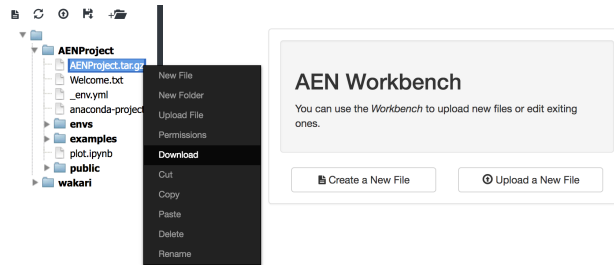 AENProject
AENProject.tar.gz
Welcome.txt
_env.yml
anaconda-project
envs
examples
plot.ipynb
public
wakari
New File
New Folder
Upload File
Permissions
Download
Cut
Copy
Paste
Delete
Rename
AEN Workbench
You can use the Workbench to upload new files or edit exiting
ones.
Create a New File
Upload a New File